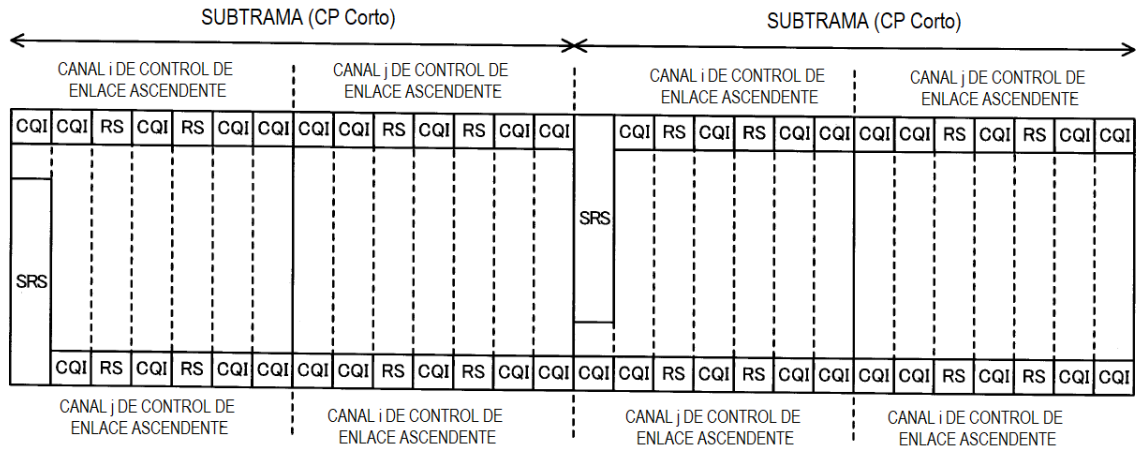 SUBTRAMA (CP Corto) SUBTRAMA (CP Corto)
CANAL i DE CONTROL DE CANAL j DE CONTROL DE CANAL i DE CONTROL DE CANAL j DE CONTROL DE
ENLACE ASCENDENTE ENLACE ASCENDENTE ENLACE ASCENDENTE ENLACE ASCENDENTE
CQI CQI RS CQI RS CQI CQI CQI CQI RS CQI RS CQI CQI CQI RS CQI RS CQI CQI CQI CQI RS CQI RS CQI CQI
SRS
SRS
CQI RS CQI RS CQI CQI CQI CQI RS CQI RS CQI CQI CQI CQI RS CQI RS CQI CQI CQI CQI RS CQI RS CQI CQI
CANAL j DE CONTROL DE CANAL i DE CONTROL DE CANAL j DE CONTROL DE CANAL i DE CONTROL DE
ENLACE ASCENDENTE ENLACE ASCENDENTE ENLACE ASCENDENTE ENLACE ASCENDENTE